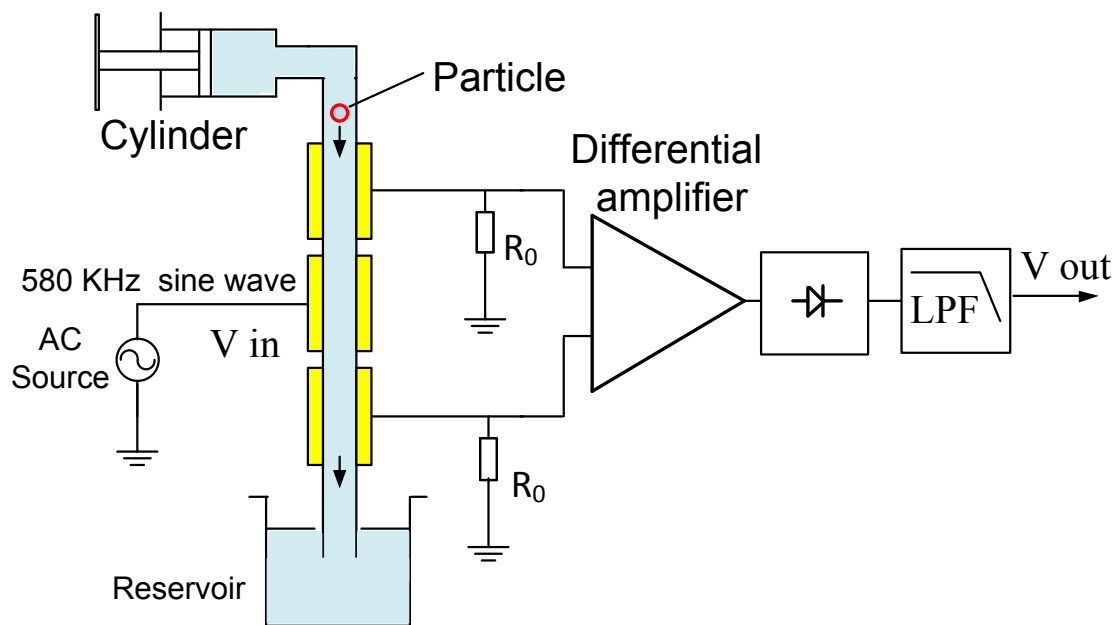 Particle
Cylinder
Differential
amplifier
R₀
580 KHz sine wave
V in
AC
Source
V out
LPF
R₀
Reservoir